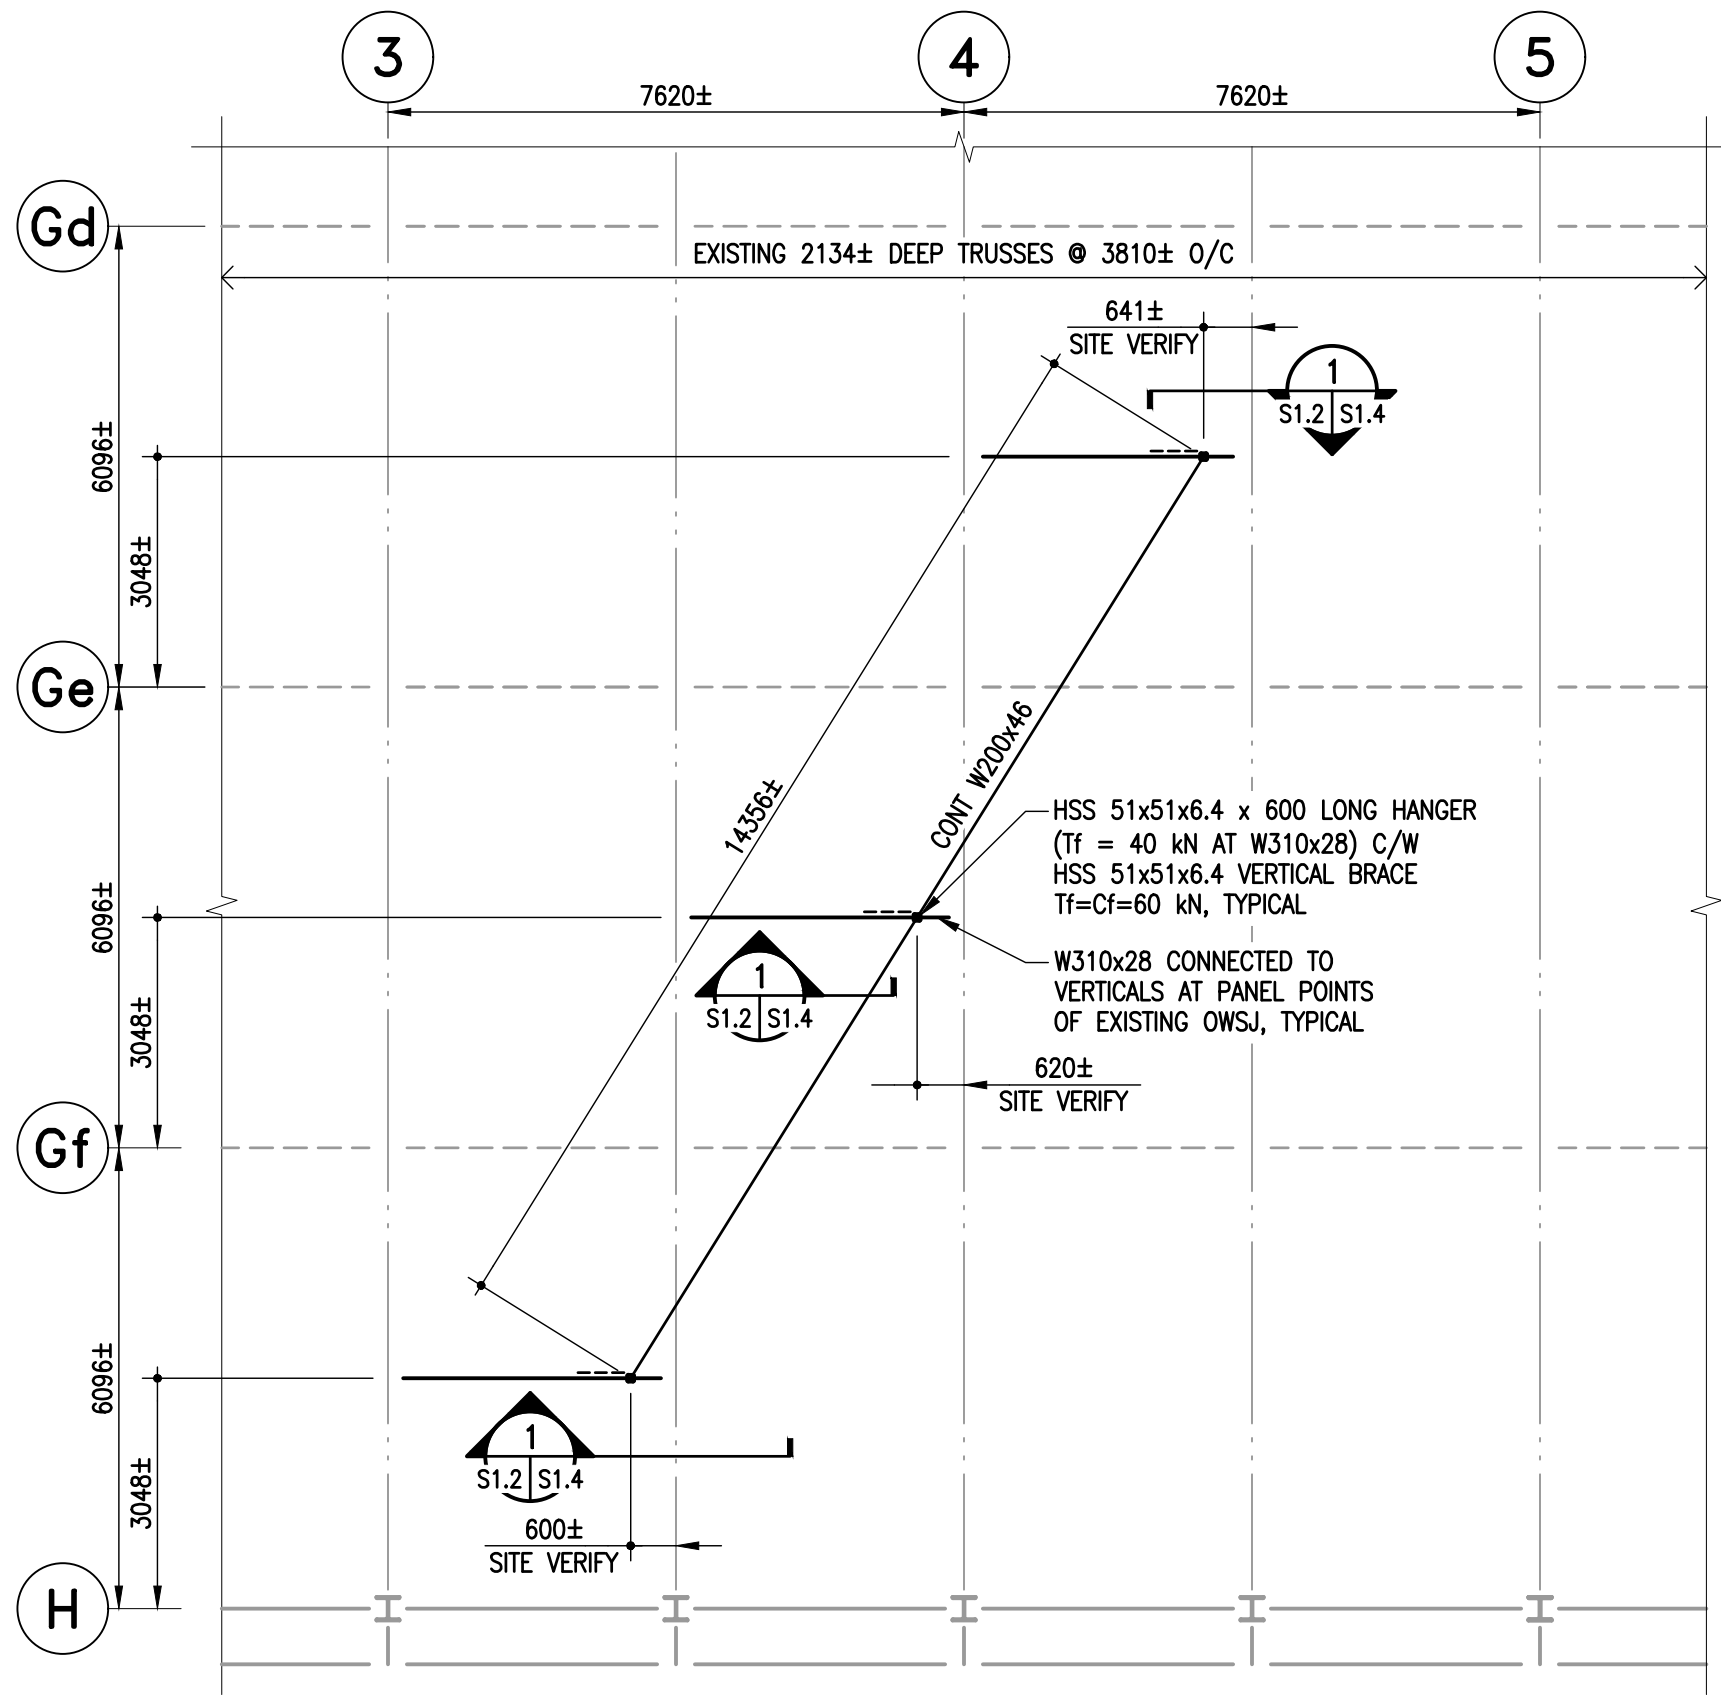 3
4
5
7620±
7620±
Gd
EXISTING 2134± DEEP TRUSSES @ 3810± O/C
641±
SITE VERIFY
1
S1.2 S1.4
6096±
3048±
Ge
CONT W200x46
14356±
HSS 51x51x6.4 x 600 LONG HANGER
(Tf = 40 kN AT W310x28) C/W
HSS 51x51x6.4 VERTICAL BRACE
Tf=Cf=60 kN, TYPICAL
6096±
W310x28 CONNECTED TO
VERTICALS AT PANEL POINTS
OF EXISTING OWSJ, TYPICAL
1
S1.2 S1.4
3048±
620±
SITE VERIFY
Gf
6096±
1
S1.2 S1.4
3048±
600±
SITE VERIFY
H